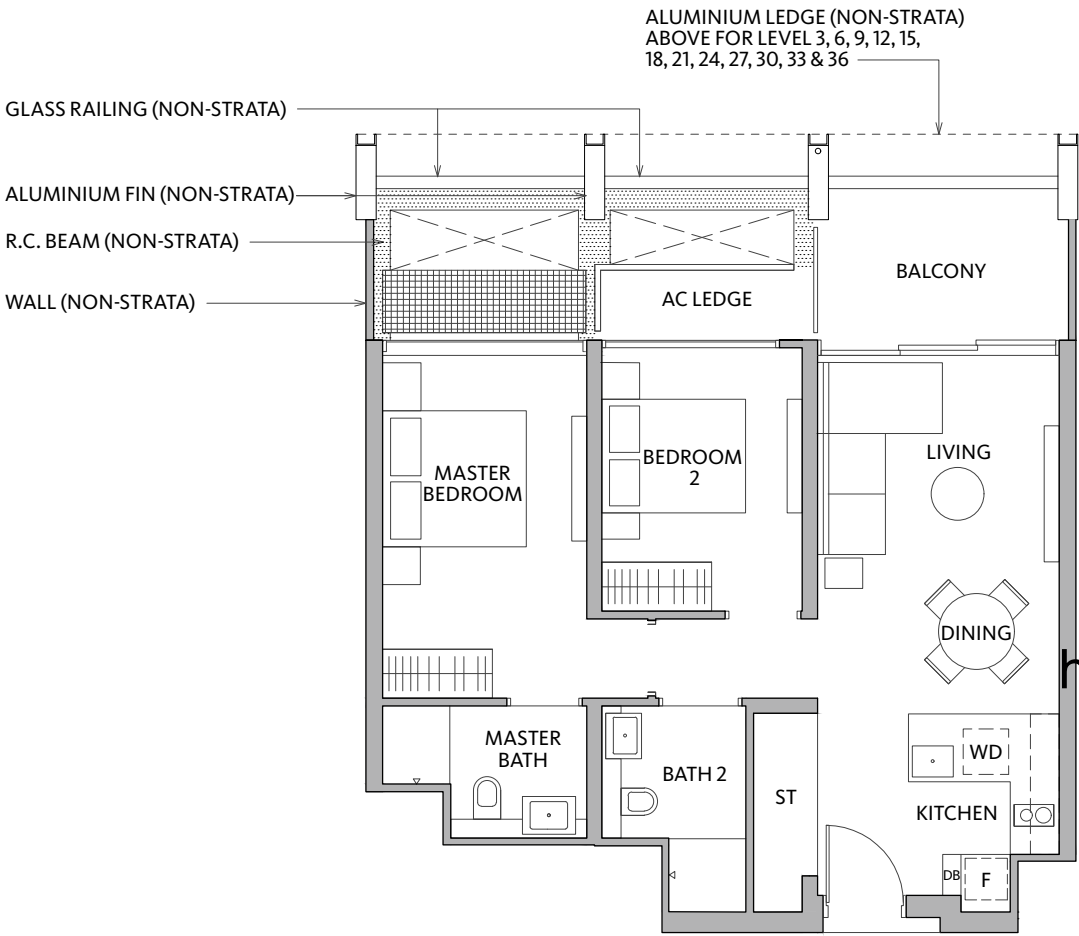 ALUMINIUM LEDGE (NON-STRATA)
ABOVE FOR LEVEL 3, 6, 9, 12, 15,
18, 21, 24, 27, 30, 33 & 36
GLASS RAILING (NON-STRATA)
ALUMINIUM FIN (NON-STRATA)
R.C. BEAM (NON-STRATA)
WALL (NON-STRATA)
BALCONY
AC LEDGE
MASTER
BEDROOM
BEDROOM
2
LIVING
DINING
MASTER
BATH
BATH 2
ST
WD
KITCHEN
DB
F